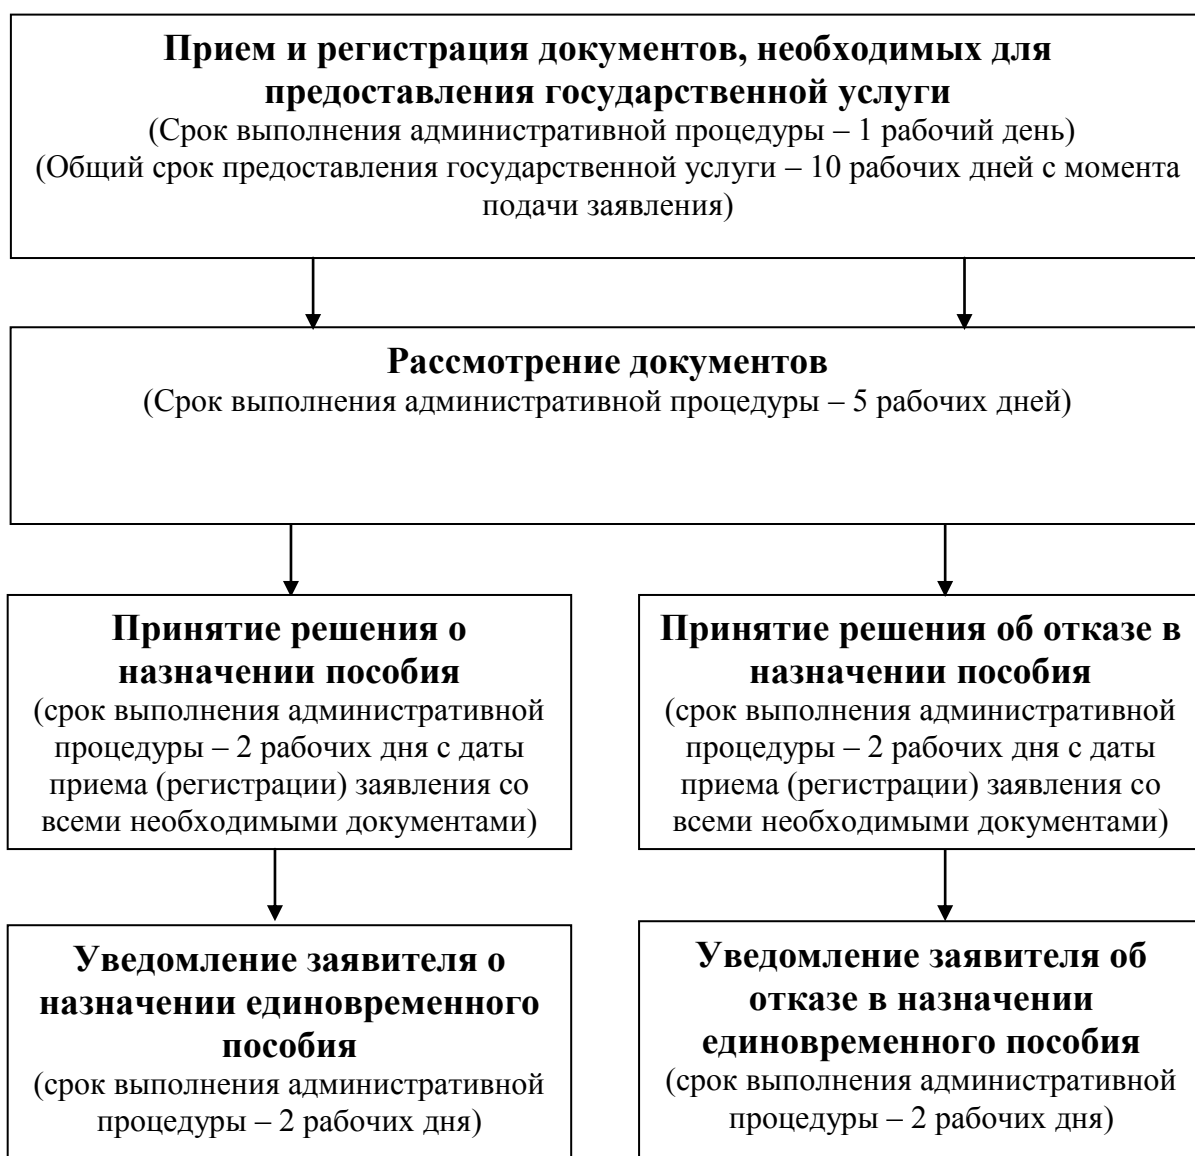 Прием и регистрация документов, необходимых для
предоставления государственной услуги
(Срок выполнения административной процедуры – 1 рабочий день)
(Общий срок предоставления государственной услуги – 10 рабочих дней с момента
подачи заявления)
Рассмотрение документов
(Срок выполнения административной процедуры – 5 рабочих дней)
Принятие решения о
назначении пособия
(срок выполнения административной
процедуры – 2 рабочих дня с даты
приема (регистрации) заявления со
всеми необходимыми документами)
Принятие решения об отказе в
назначении пособия
(срок выполнения административной
процедуры – 2 рабочих дня с даты
приема (регистрации) заявления со
всеми необходимыми документами)
Уведомление заявителя о
назначении единовременного
пособия
(срок выполнения административной
процедуры – 2 рабочих дня)
Уведомление заявителя об
отказе в назначении
единовременного пособия
(срок выполнения административной
процедуры – 2 рабочих дня)